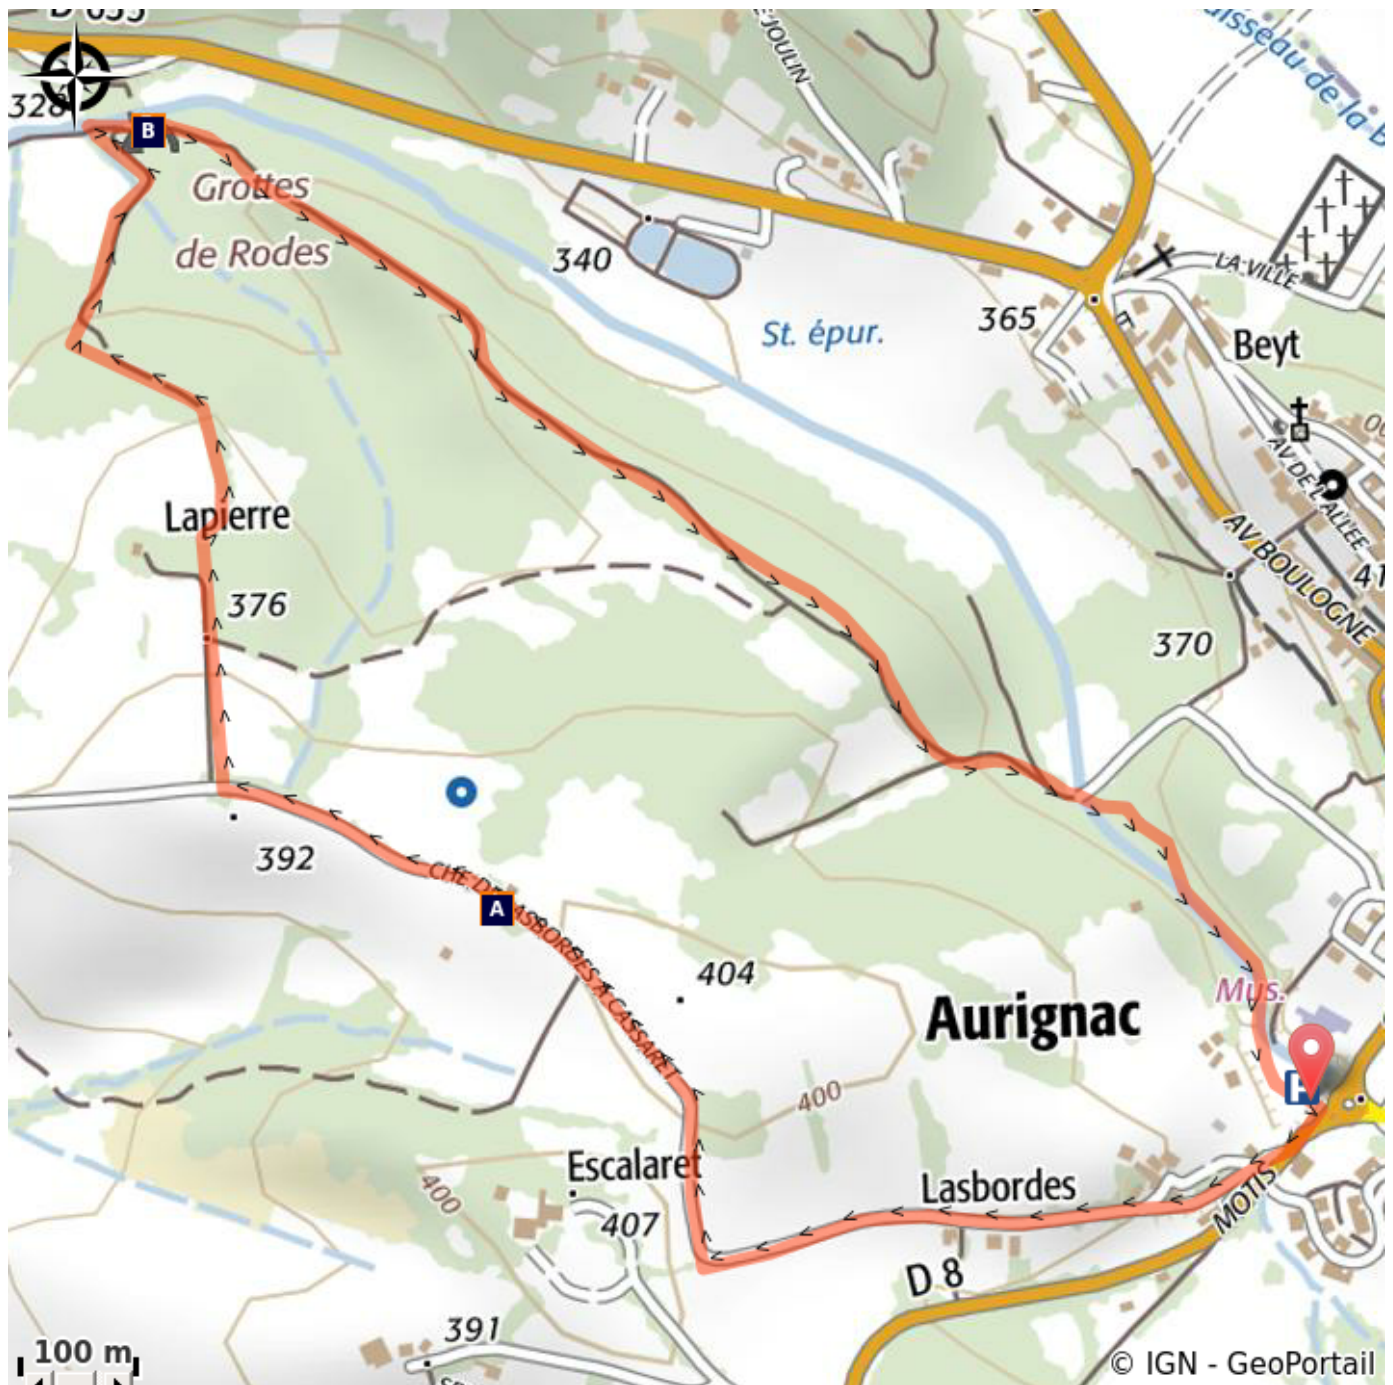 328
B
Grottes
de Rodes
340
St. épur.
365
LA VILLE
Beyt
AV DE L'ALLÉE
AV BOULOGNE
Lapierre
376
370
392
CHE DE LASBORDES A CASSARET
A
404
Mus.
Aurignac
P
400
Escalaret
407
400
Lasbordes
MOTIS
D 8
391
100 m
© IGN - GeoPortail